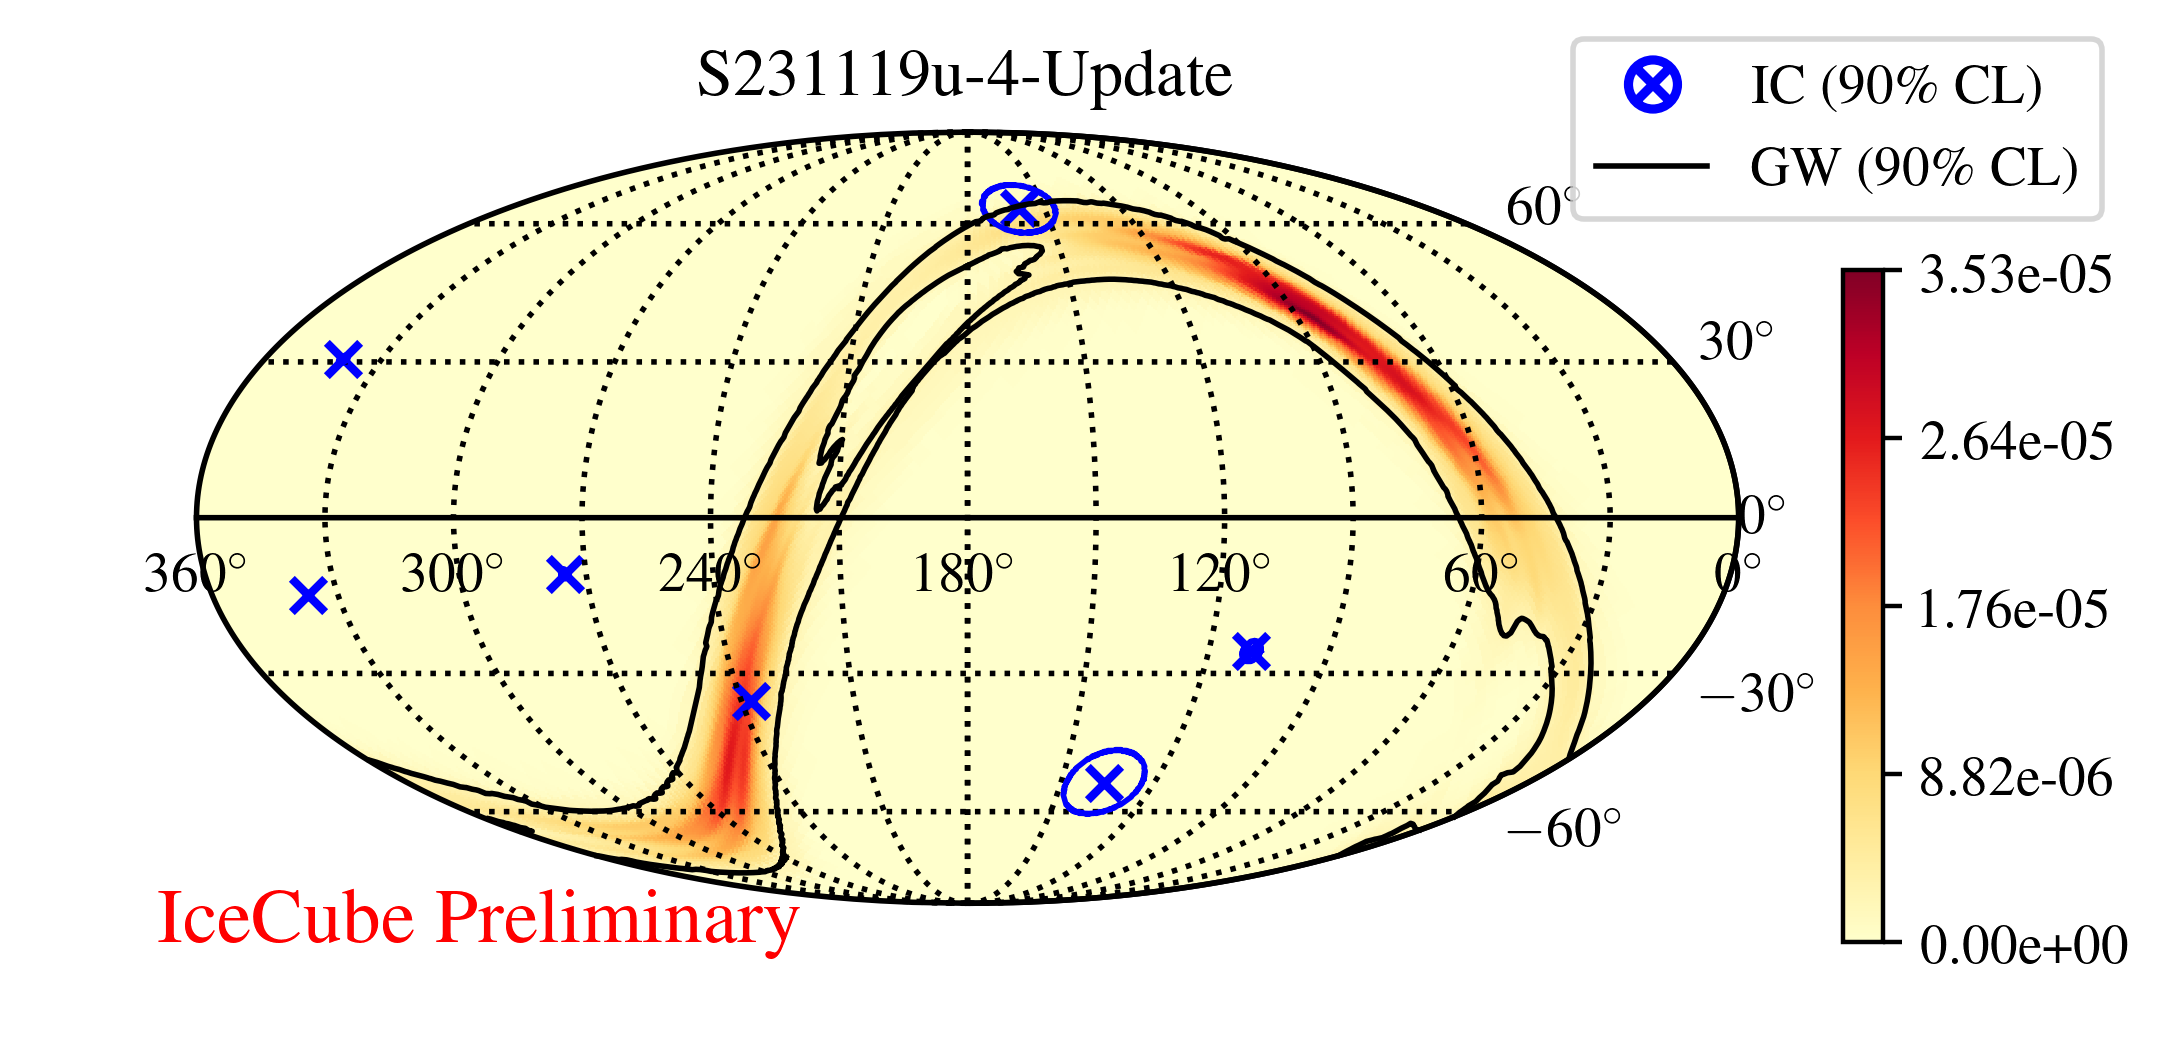 S231119u-4-Update
IC (90% CL)
GW (90% CL)
60°
30°
0°
360° 300° 240° 180° 120° 60° 0°
−30°
−60°
3.53e-05
2.64e-05
1.76e-05
8.82e-06
0.00e+00
IceCube Preliminary